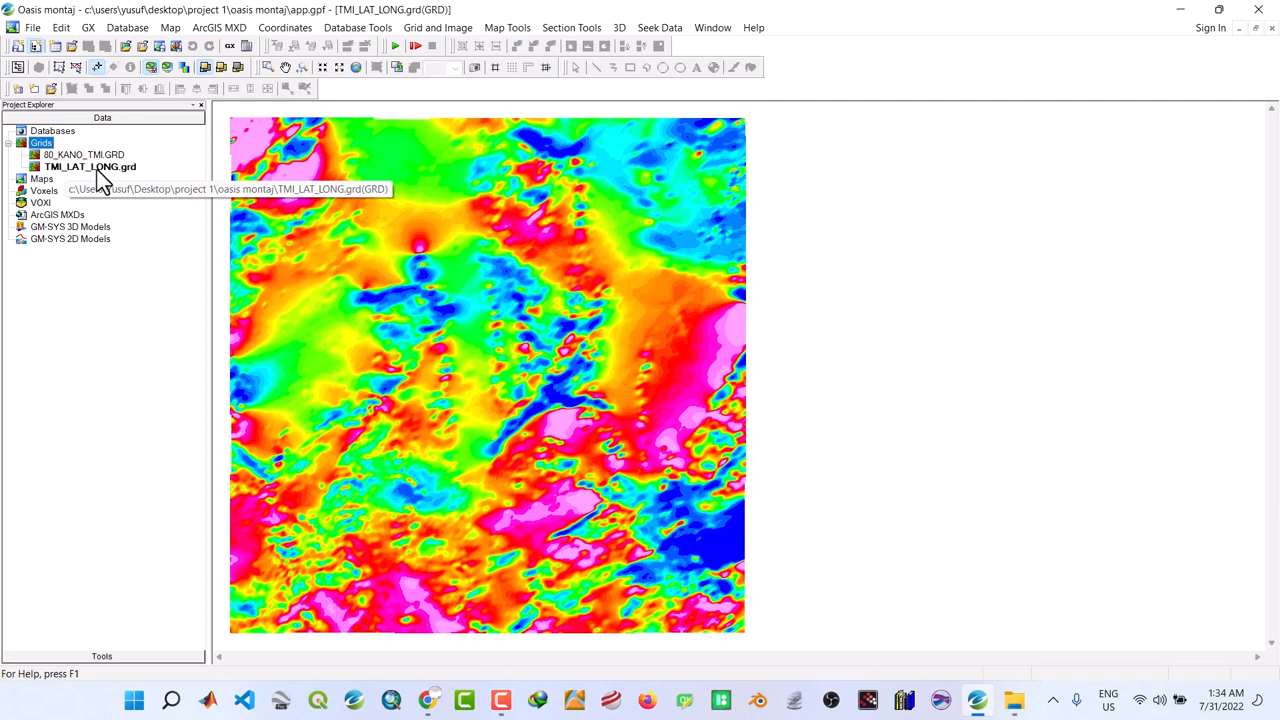 Oasis montaj - c:\users\yusuf\desktop\project 1\oasis montaj\app.gpf - [TMI_LAT_LONG.grd(GRD)]
File Edit GX Database Map ArcGIS MXD Coordinates Database Tools Grid and Image Map Tools Section Tools 3D Seek Data Window Help Sign In
GX
Project Explorer
Data
Databases
Grids
80_KANO_TMI.GRD
TMI_LAT_LONG.grd
Maps
Voxels c:\Users\yusuf\Desktop\project 1\oasis montaj\TMI_LAT_LONG.grd(GRD)
VOXI
ArcGIS MXDs
GM-SYS 3D Models
GM-SYS 2D Models
Tools
For Help, press F1
ENG
US
1:34 AM
7/31/2022